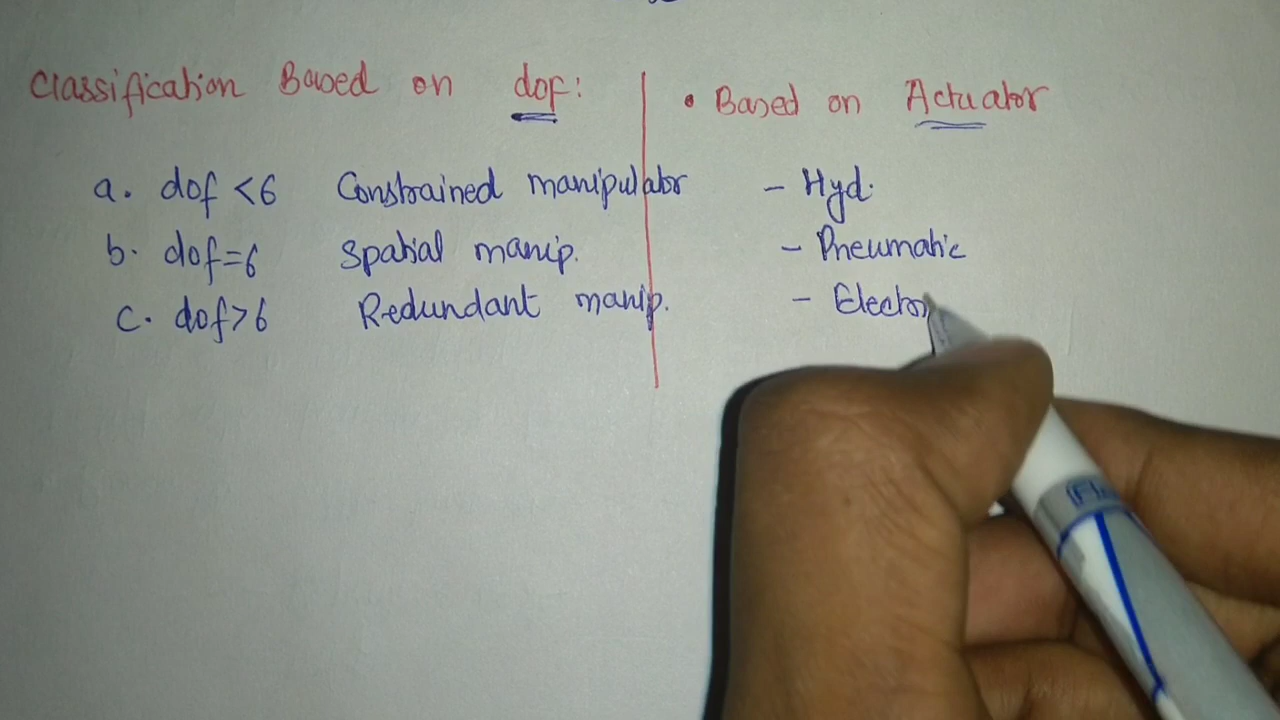 Classification Based on dof:
a. dof <6 Constrained manipulator
b. dof=6 Spatial manip.
c. dof>6 Redundant manip.
• Based on Actuator
- Hyd.
- Pneumatic
- Electro